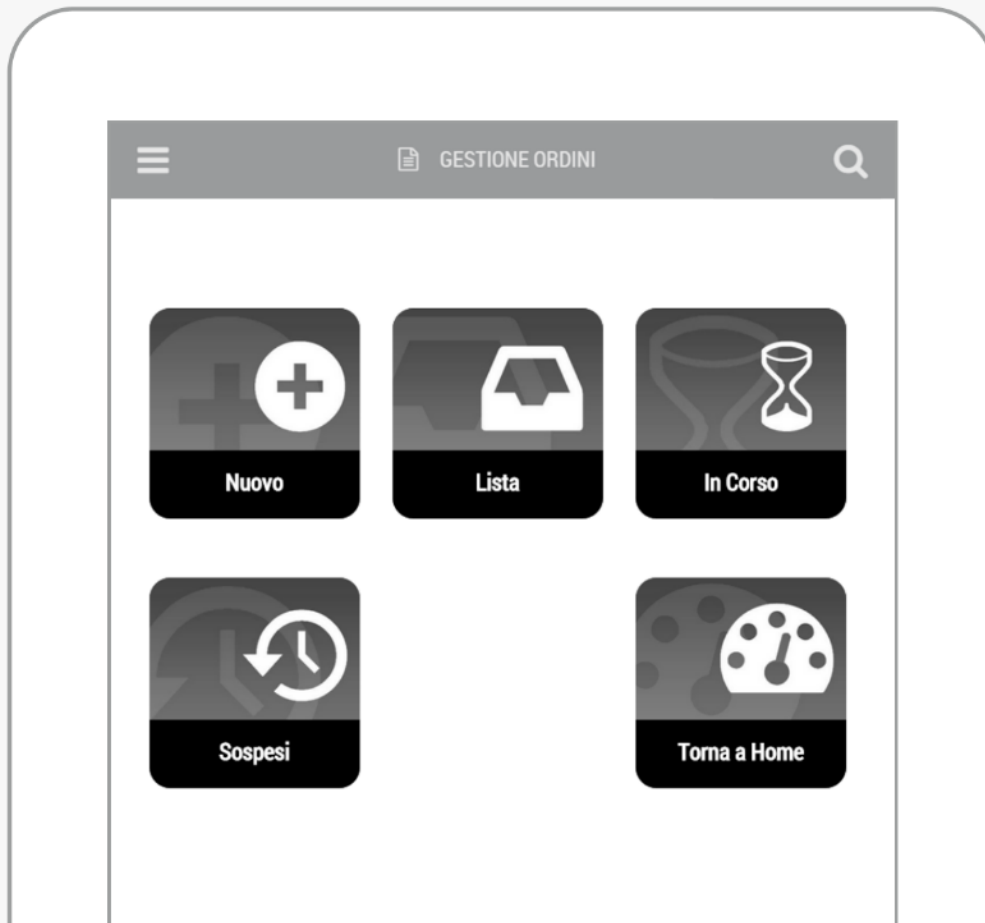 GESTIONE ORDINI
Nuovo
Lista
In Corso
Sospesi
Torna a Home